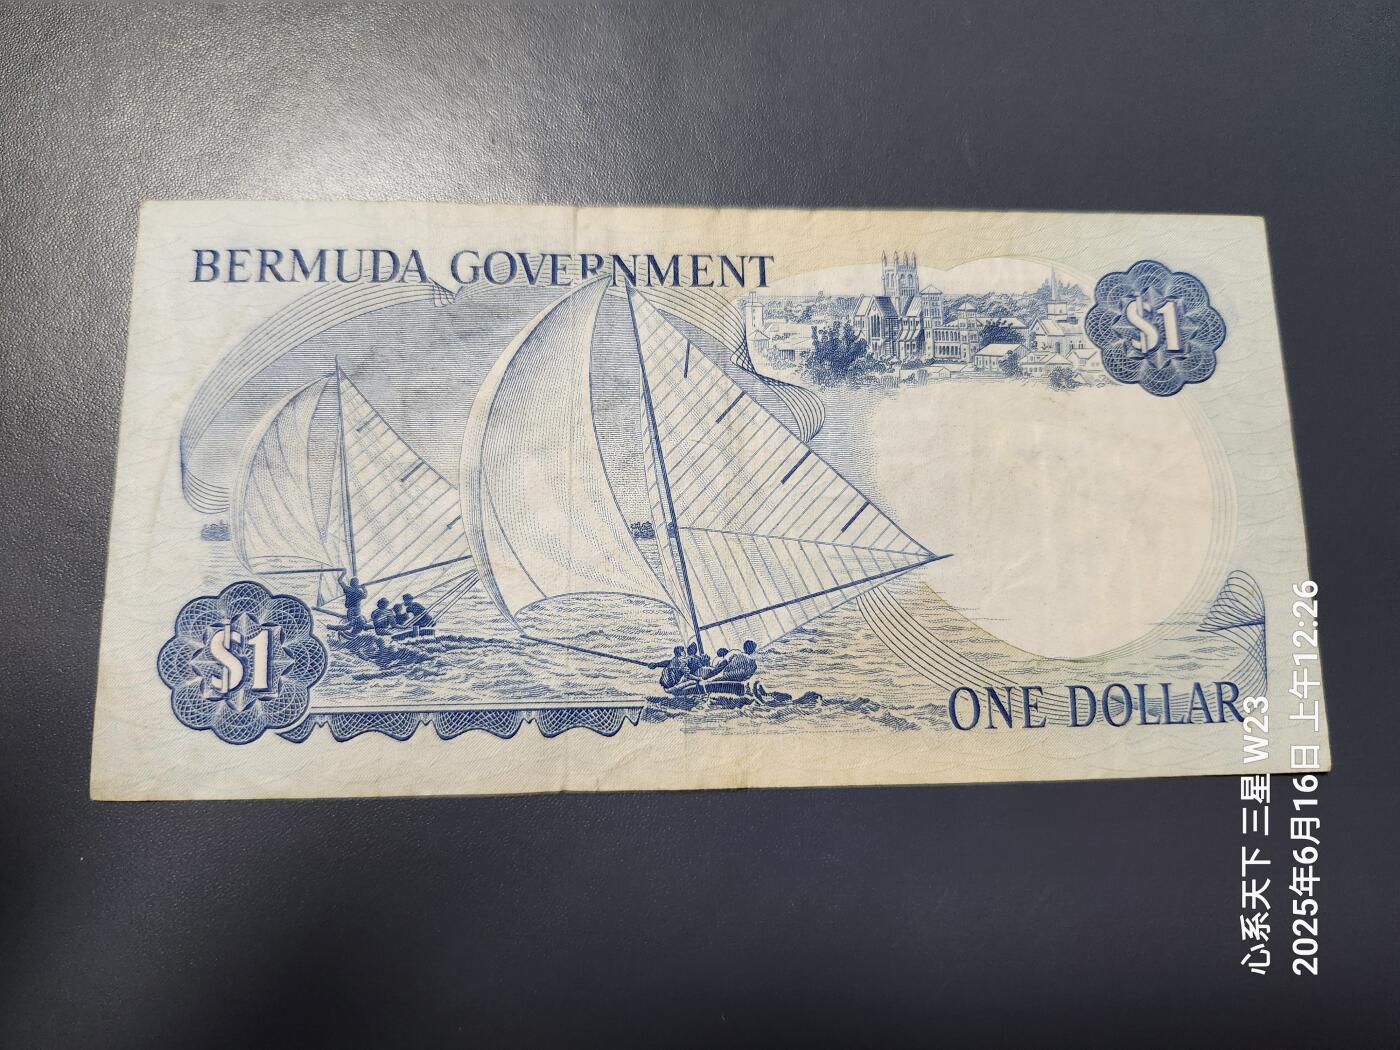 BERMUDA GOVERNMENT
$1
$1
ONE DOLLAR
心系天下 三星 W23
2025年6月16日 上午12:26